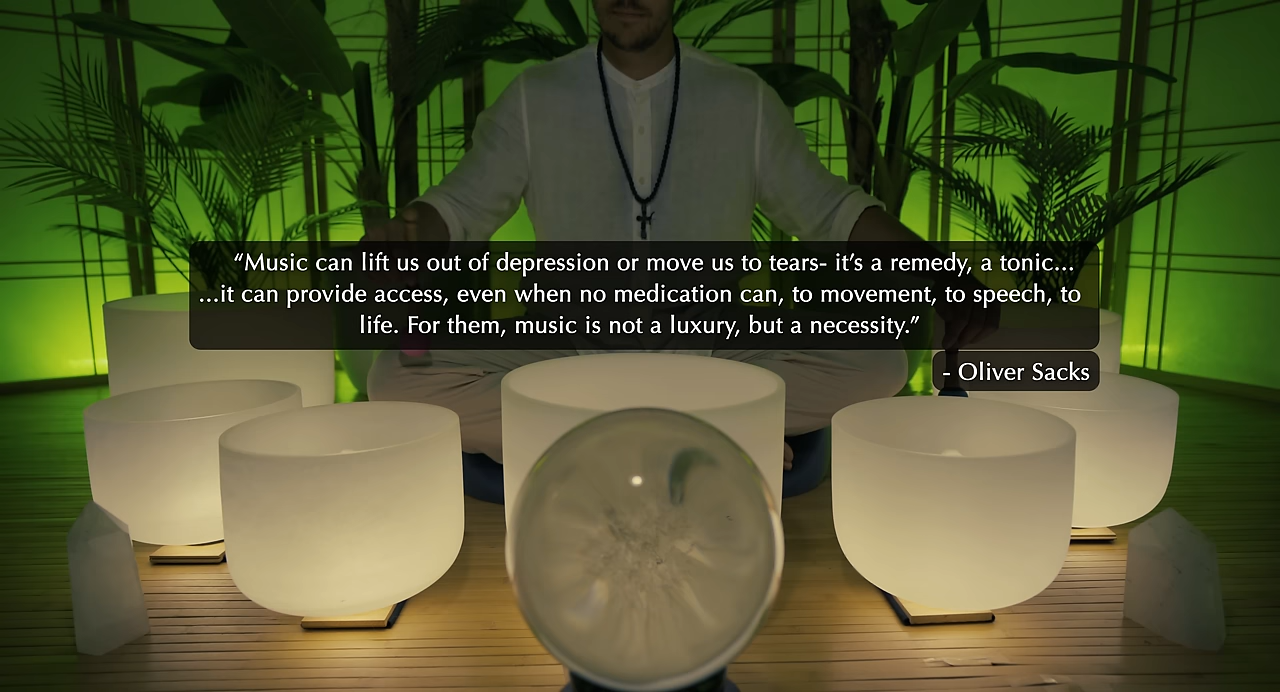 “Music can lift us out of depression or move us to tears- it’s a remedy, a tonic...
...it can provide access, even when no medication can, to movement, to speech, to
life. For them, music is not a luxury, but a necessity.”
- Oliver Sacks